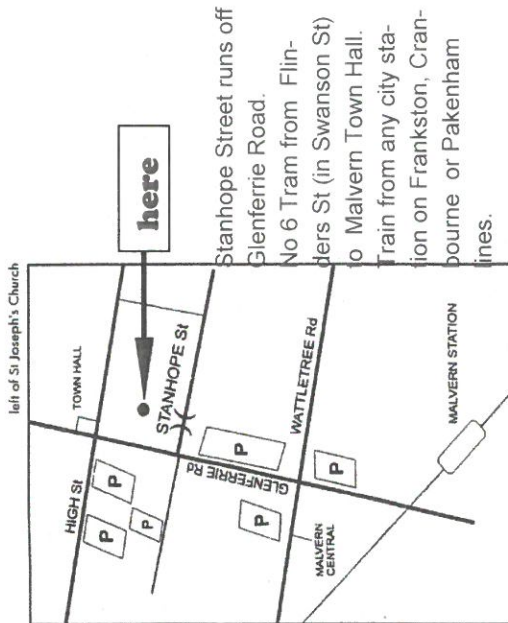 left of St Joseph's Church
TOWN HALL
HIGH St
P
P
P
STANHOPE St
here
GLENFERRIE Rd
P
P
P
WATTLETREE Rd
MALVERN CENTRAL
MALVERN STATION
Stanhope Street runs off
Glenferrie Road.
No 6 Tram from Flin-
ders St (in Swanson St)
to Malvern Town Hall.
Train from any city sta-
tion on Frankston, Cran-
bourne or Pakenham
lines.